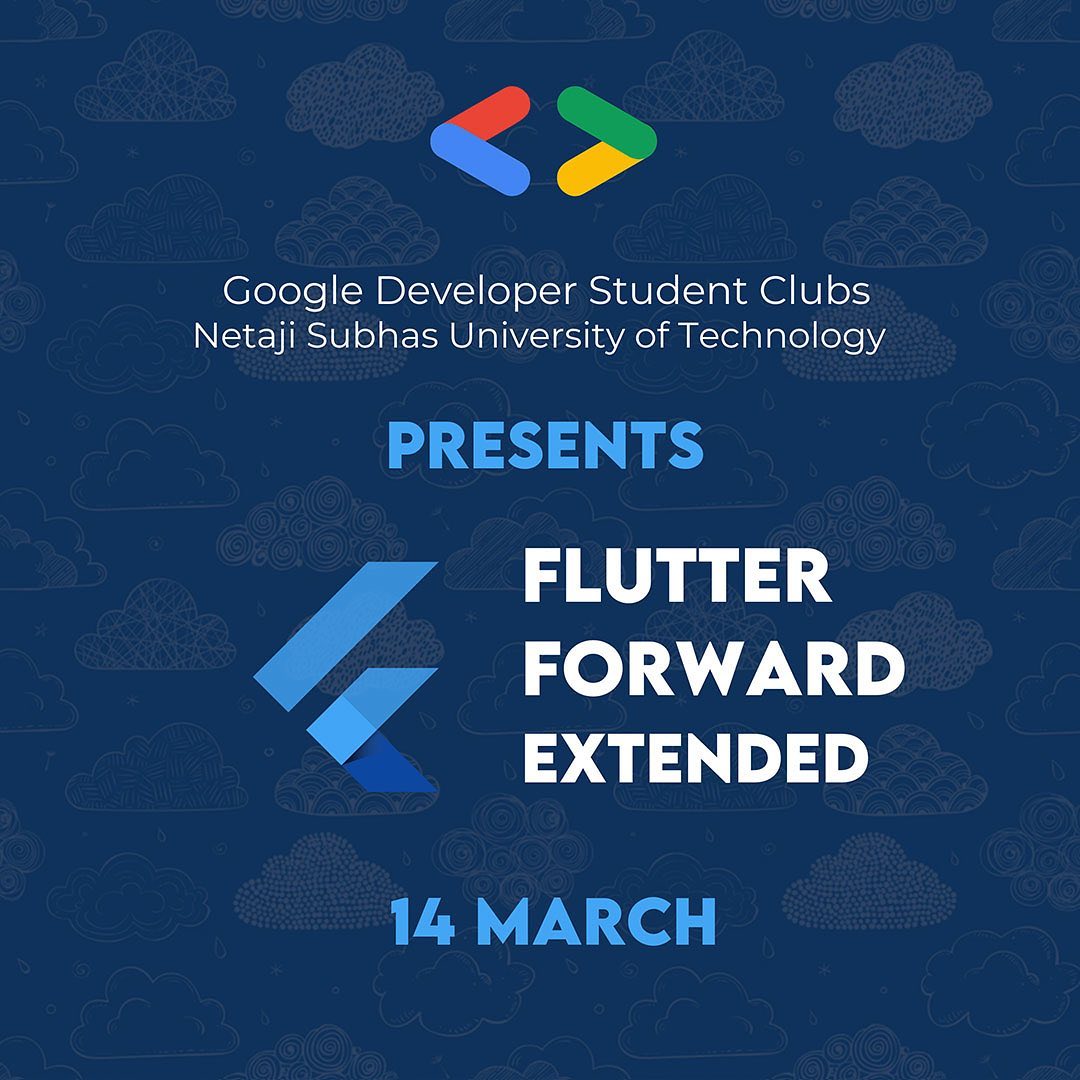 Google Developer Student Clubs
Netaji Subhas University of Technology
PRESENTS
FLUTTER
FORWARD
EXTENDED
14 MARCH